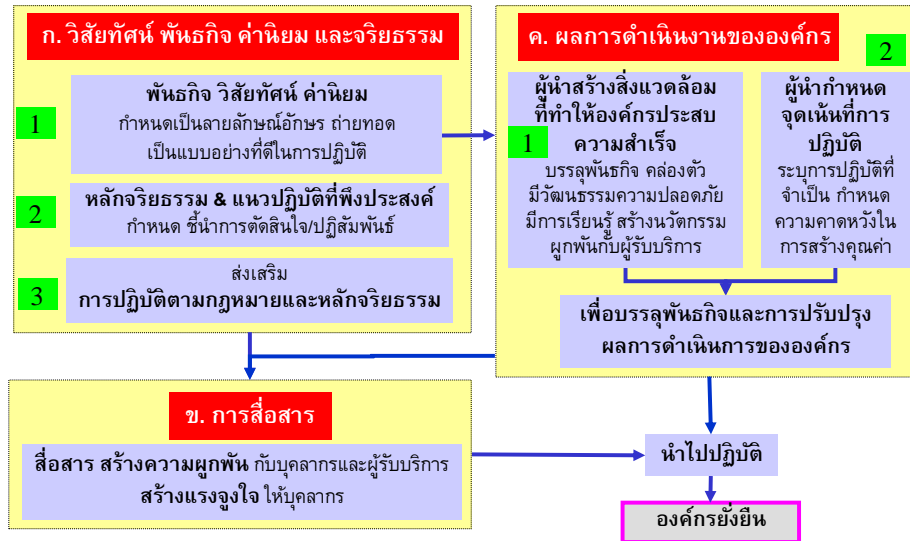 ก. วิสัยทัศน์ พันธกิจ ค่านิยม และจริยธรรม
1
พันธกิจ วิสัยทัศน์ ค่านิยม
กำหนดเป็นลายลักษณ์อักษร ถ่ายทอด
เป็นแบบอย่างที่ดีในการปฏิบัติ
2
หลักจริยธรรม & แนวปฏิบัติที่พึงประสงค์
กำหนด ชี้นำการตัดสินใจ/ปฏิสัมพันธ์
3
ส่งเสริม
การปฏิบัติตามกฎหมายและหลักจริยธรรม
ค. ผลการดำเนินงานขององค์กร
1
ผู้นำสร้างสิ่งแวดล้อม
ที่ทำให้องค์กรประสบ
ความสำเร็จ
บรรลุพันธกิจ คล่องตัว
มีวัฒนธรรมความปลอดภัย
มีการเรียนรู้ สร้างนวัตกรรม
ผูกพันกับผู้รับบริการ
2
ผู้นำกำหนด
จุดเน้นที่การ
ปฏิบัติ
ระบุการปฏิบัติที่
จำเป็น กำหนด
ความคาดหวังใน
การสร้างคุณค่า
เพื่อบรรลุพันธกิจและการปรับปรุง
ผลการดำเนินการขององค์กร
ข. การสื่อสาร
สื่อสาร สร้างความผูกพัน กับบุคลากรและผู้รับบริการ
สร้างแรงจูงใจ ให้บุคลากร
นำไปปฏิบัติ
องค์กรยั่งยืน